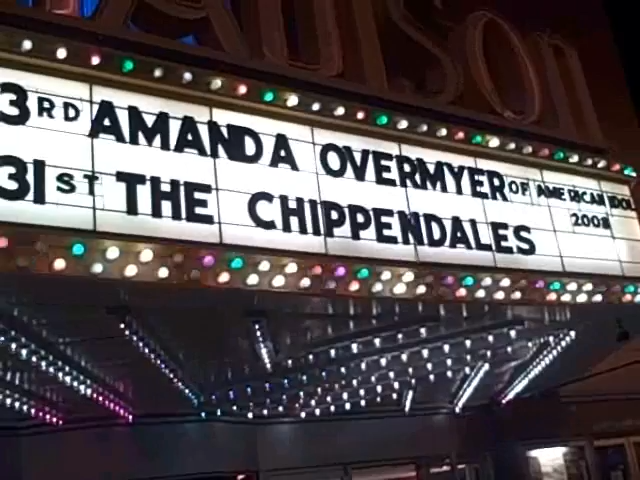 3RD AMANDA OVERMYER OF AMERICAN IDOL 2008
31ST THE CHIPPENDALES